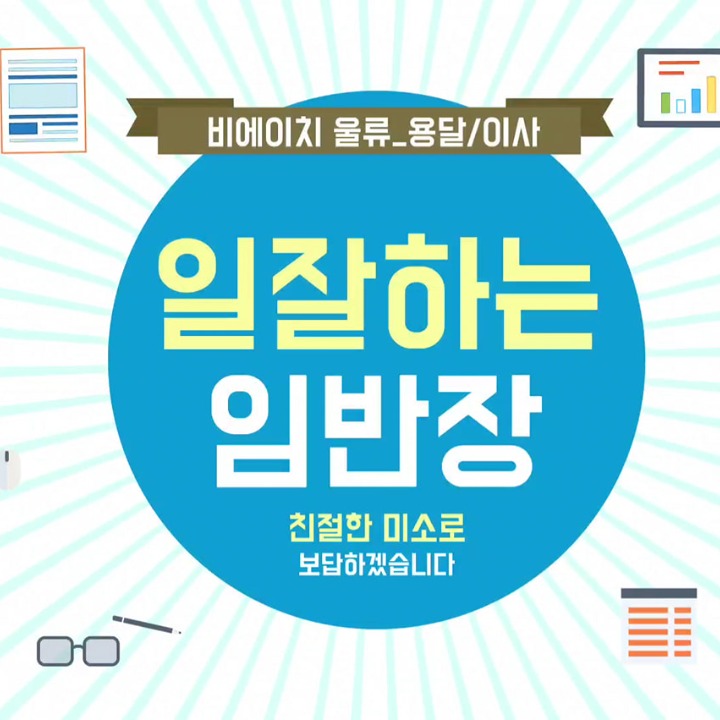 비에이치 울류_용달/이사
일잘하는
임반장
친절한 미소로
보답하겠습니다